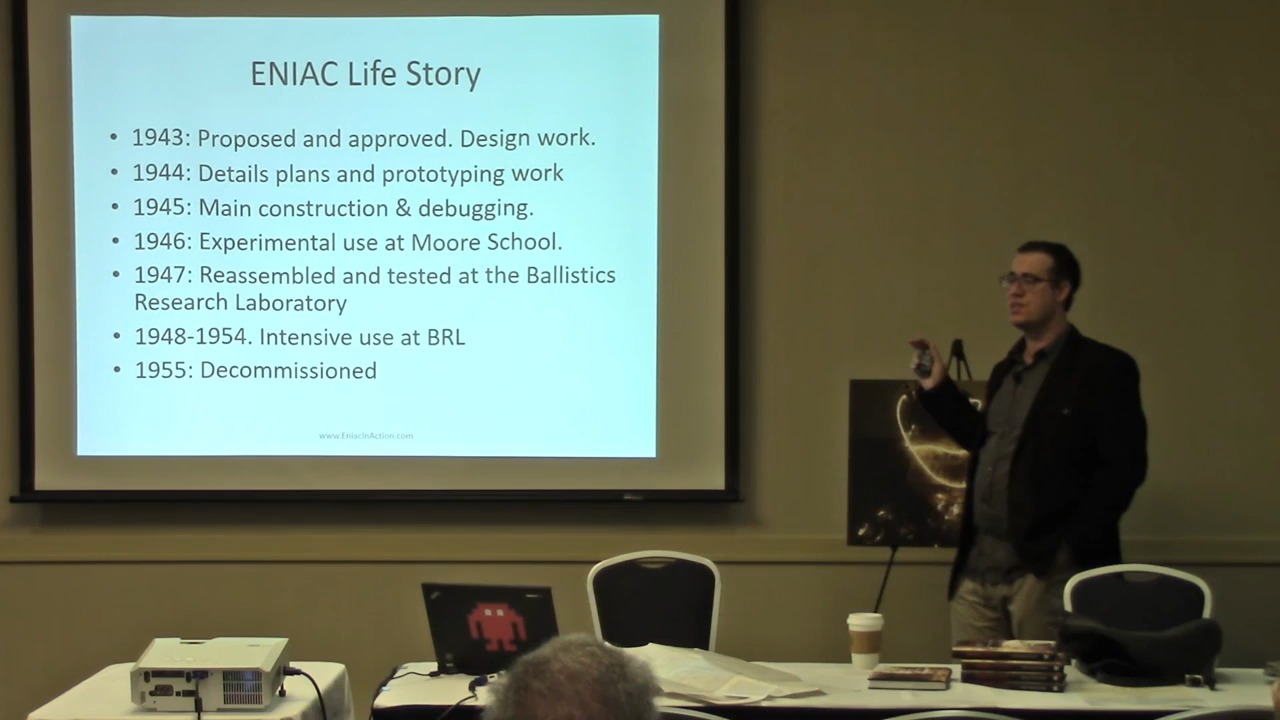 ENIAC Life Story
• 1943: Proposed and approved. Design work.
• 1944: Details plans and prototyping work
• 1945: Main construction & debugging.
• 1946: Experimental use at Moore School.
• 1947: Reassembled and tested at the Ballistics
Research Laboratory
• 1948-1954. Intensive use at BRL
• 1955: Decommissioned
www.EniacInAction.com